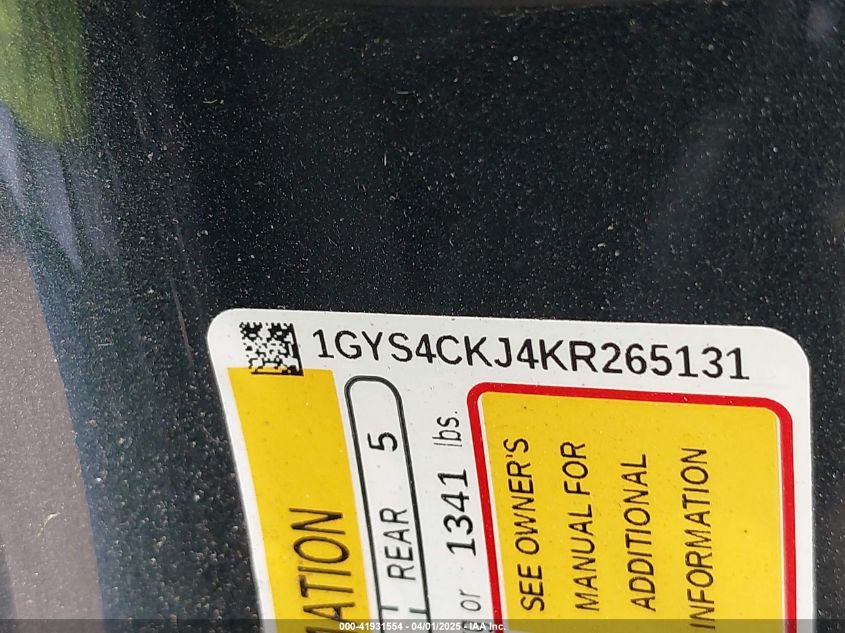 1GYS4CKJ4KR265131
REAR 5
or 1341 lbs.
SEE OWNER'S
MANUAL FOR
ADDITIONAL
INFORMATION
000-41931554 - 04/01/2025 - IAA Inc.